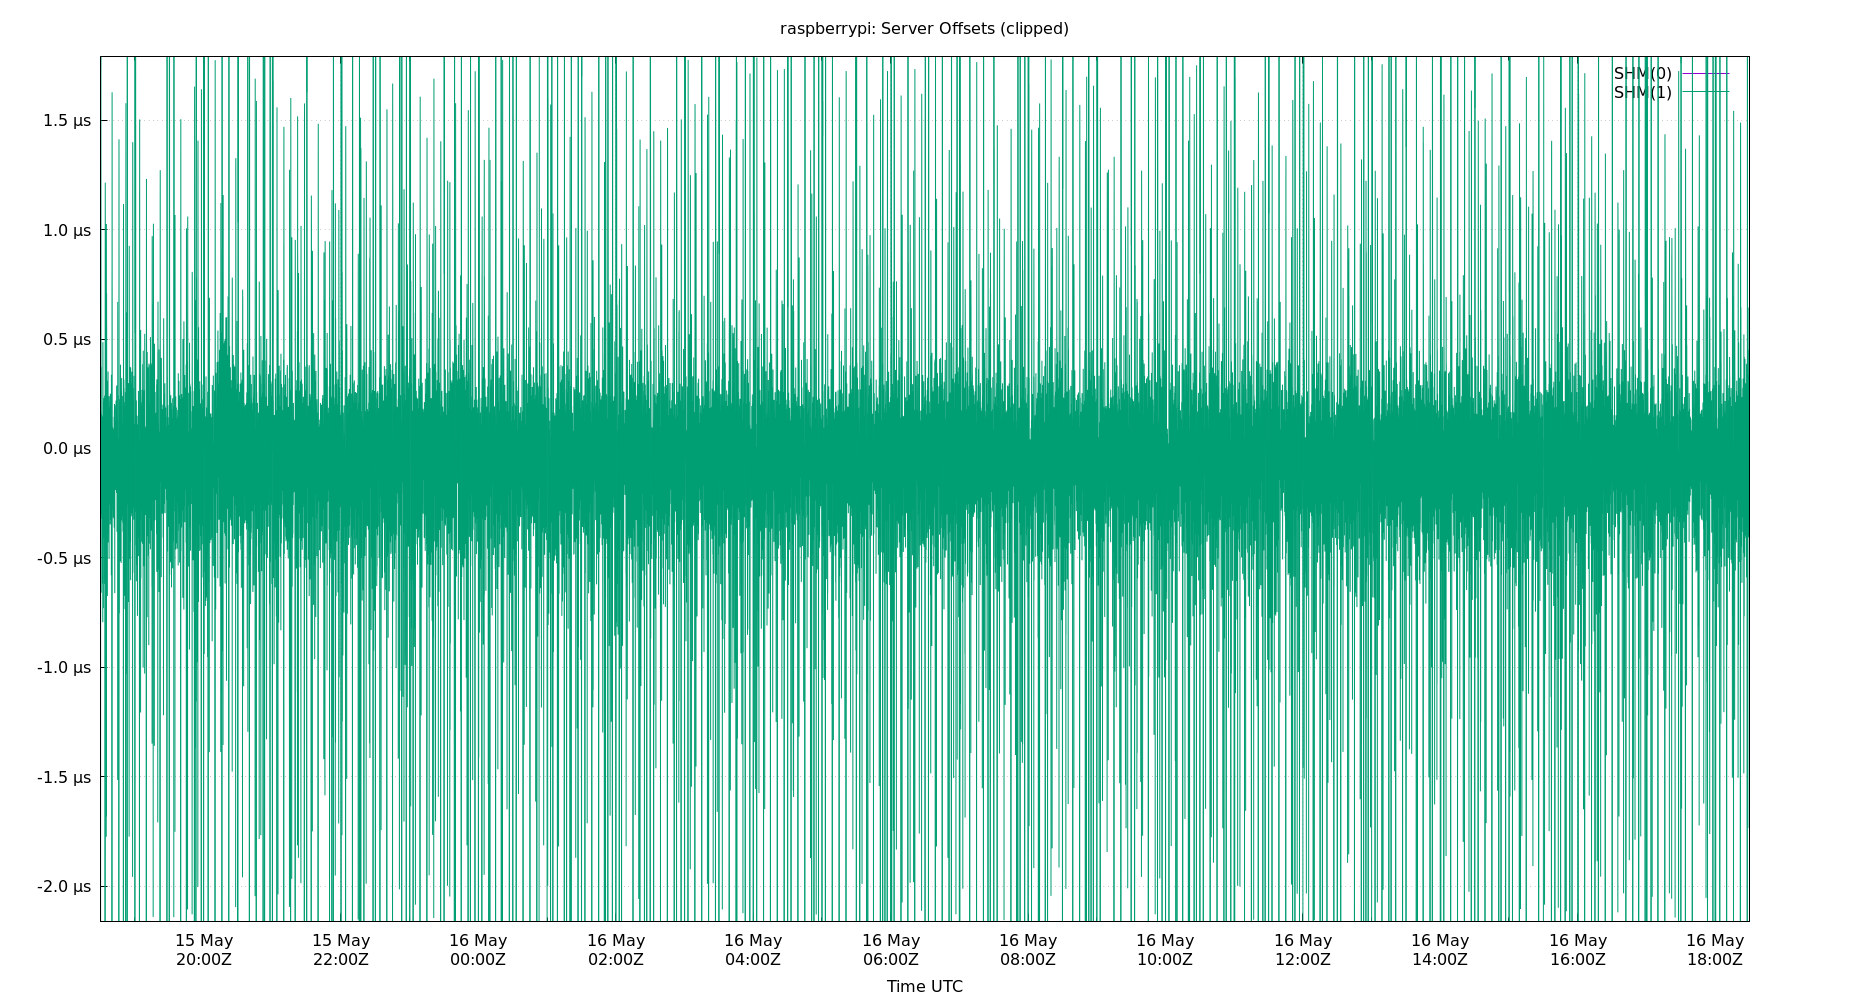 raspberrypi: Server Offsets (clipped)
SHM(0)
SHM(1)
1.5 µs
1.0 µs
0.5 µs
0.0 µs
-0.5 µs
-1.0 µs
-1.5 µs
-2.0 µs
15 May 15 May 16 May 16 May 16 May 16 May 16 May 16 May 16 May 16 May 16 May 16 May
20:00Z 22:00Z 00:00Z 02:00Z 04:00Z 06:00Z 08:00Z 10:00Z 12:00Z 14:00Z 16:00Z 18:00Z
Time UTC